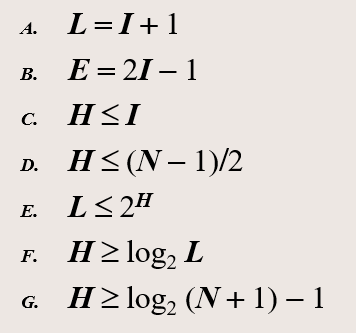 A. L = I + 1
B. E = 2I – 1
C. H ≤ I
D. H ≤ (N – 1)/2
E. L ≤ 2^H
F. H ≥ log₂ L
G. H ≥ log₂ (N + 1) – 1